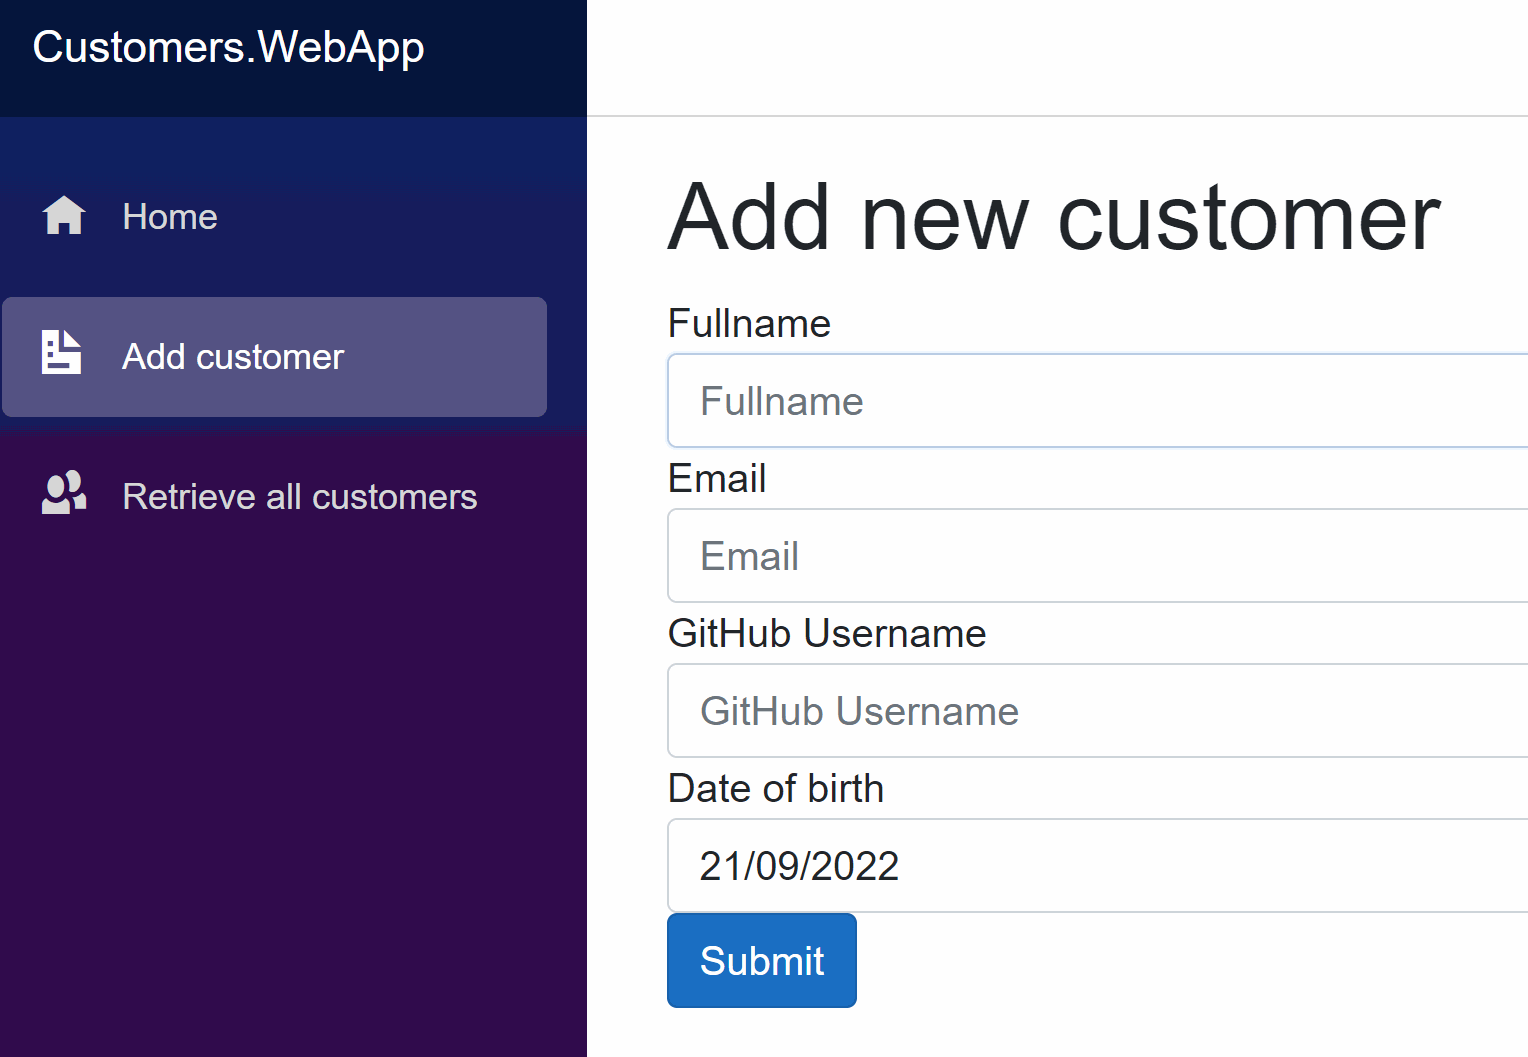 Customers.WebApp
Home
Add customer
Retrieve all customers
Add new customer
Fullname
Fullname
Email
Email
GitHub Username
GitHub Username
Date of birth
21/09/2022
Submit